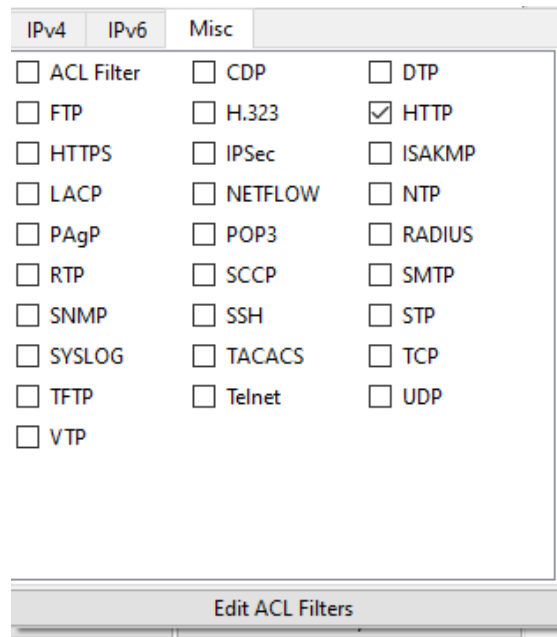 IPv4 IPv6 Misc
ACL Filter CDP DTP
FTP H.323 HTTP
HTTPS IPSec ISAKMP
LACP NETFLOW NTP
PAgP POP3 RADIUS
RTP SCCP SMTP
SNMP SSH STP
SYSLOG TACACS TCP
TFTP Telnet UDP
VTP
Edit ACL Filters